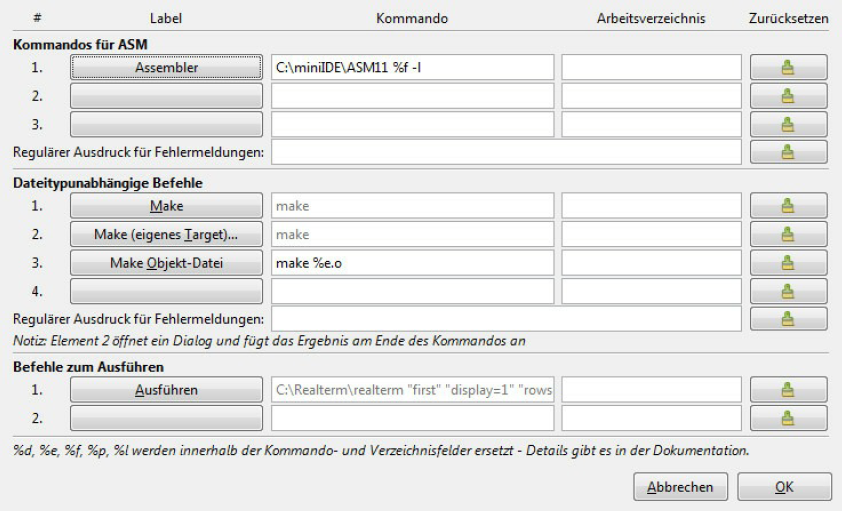 # Label Kommando Arbeitsverzeichnis Zurücksetzen
Kommandos für ASM
1. Assembler C:\miniIDE\ASM11 %f -l
2.
3.
Regulärer Ausdruck für Fehlermeldungen:
Dateitypunabhängige Befehle
1. Make make
2. Make (eigenes Target)... make
3. Make Objekt-Datei make %e.o
4.
Regulärer Ausdruck für Fehlermeldungen:
Notiz: Element 2 öffnet ein Dialog und fügt das Ergebnis am Ende des Kommandos an
Befehle zum Ausführen
1. Ausführen C:\Realterm\realterm "first" "display=1" "rows
2.
%d, %e, %f, %p, %l werden innerhalb der Kommando- und Verzeichnisfelder ersetzt - Details gibt es in der Dokumentation.
Abbrechen OK